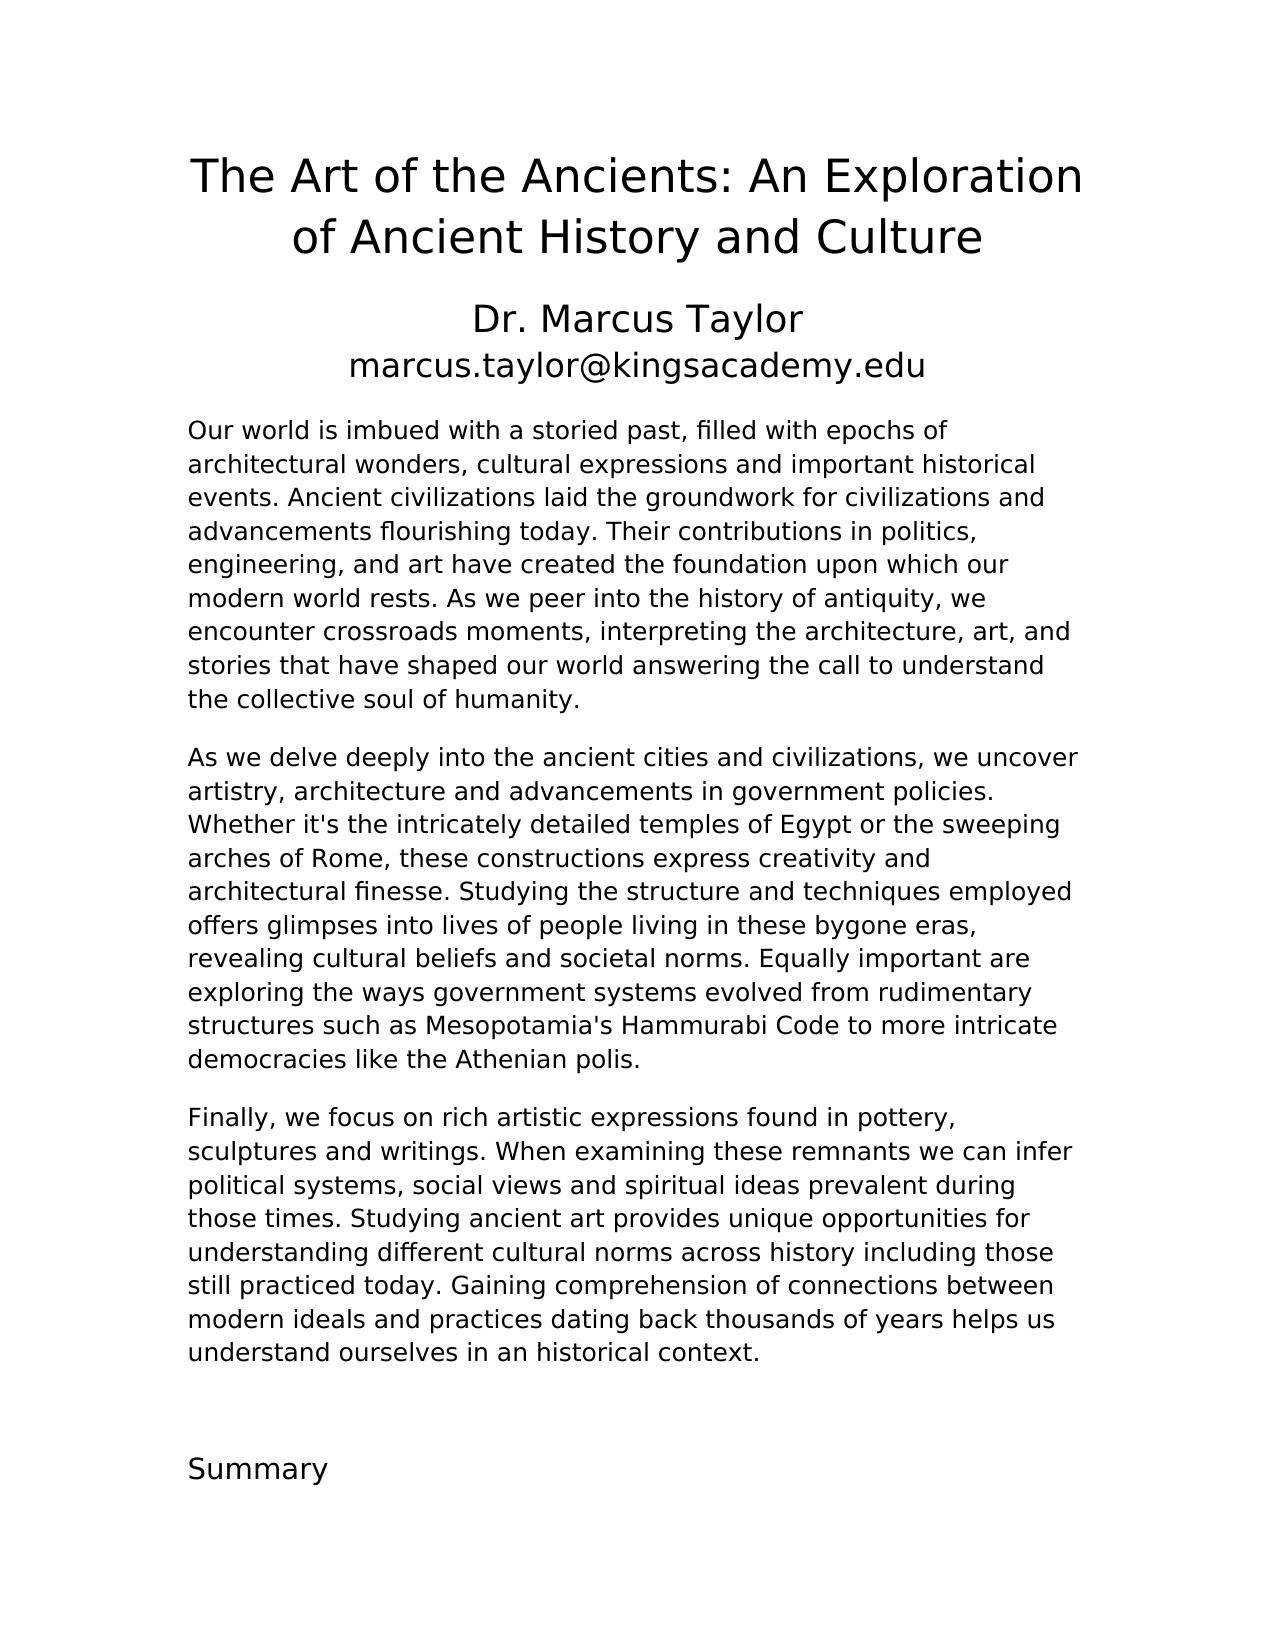 The Art of the Ancients: An Exploration
of Ancient History and Culture
Dr. Marcus Taylor
marcus.taylor@kingsacademy.edu
Our world is imbued with a storied past, filled with epochs of
architectural wonders, cultural expressions and important historical
events. Ancient civilizations laid the groundwork for civilizations and
advancements flourishing today. Their contributions in politics,
engineering, and art have created the foundation upon which our
modern world rests. As we peer into the history of antiquity, we
encounter crossroads moments, interpreting the architecture, art, and
stories that have shaped our world answering the call to understand
the collective soul of humanity.
As we delve deeply into the ancient cities and civilizations, we uncover
artistry, architecture and advancements in government policies.
Whether it's the intricately detailed temples of Egypt or the sweeping
arches of Rome, these constructions express creativity and
architectural finesse. Studying the structure and techniques employed
offers glimpses into lives of people living in these bygone eras,
revealing cultural beliefs and societal norms. Equally important are
exploring the ways government systems evolved from rudimentary
structures such as Mesopotamia's Hammurabi Code to more intricate
democracies like the Athenian polis.
Finally, we focus on rich artistic expressions found in pottery,
sculptures and writings. When examining these remnants we can infer
political systems, social views and spiritual ideas prevalent during
those times. Studying ancient art provides unique opportunities for
understanding different cultural norms across history including those
still practiced today. Gaining comprehension of connections between
modern ideals and practices dating back thousands of years helps us
understand ourselves in an historical context.
Summary